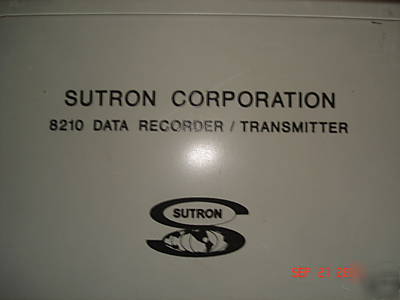 SUTRON CORPORATION
8210 DATA RECORDER / TRANSMITTER
SUTRON